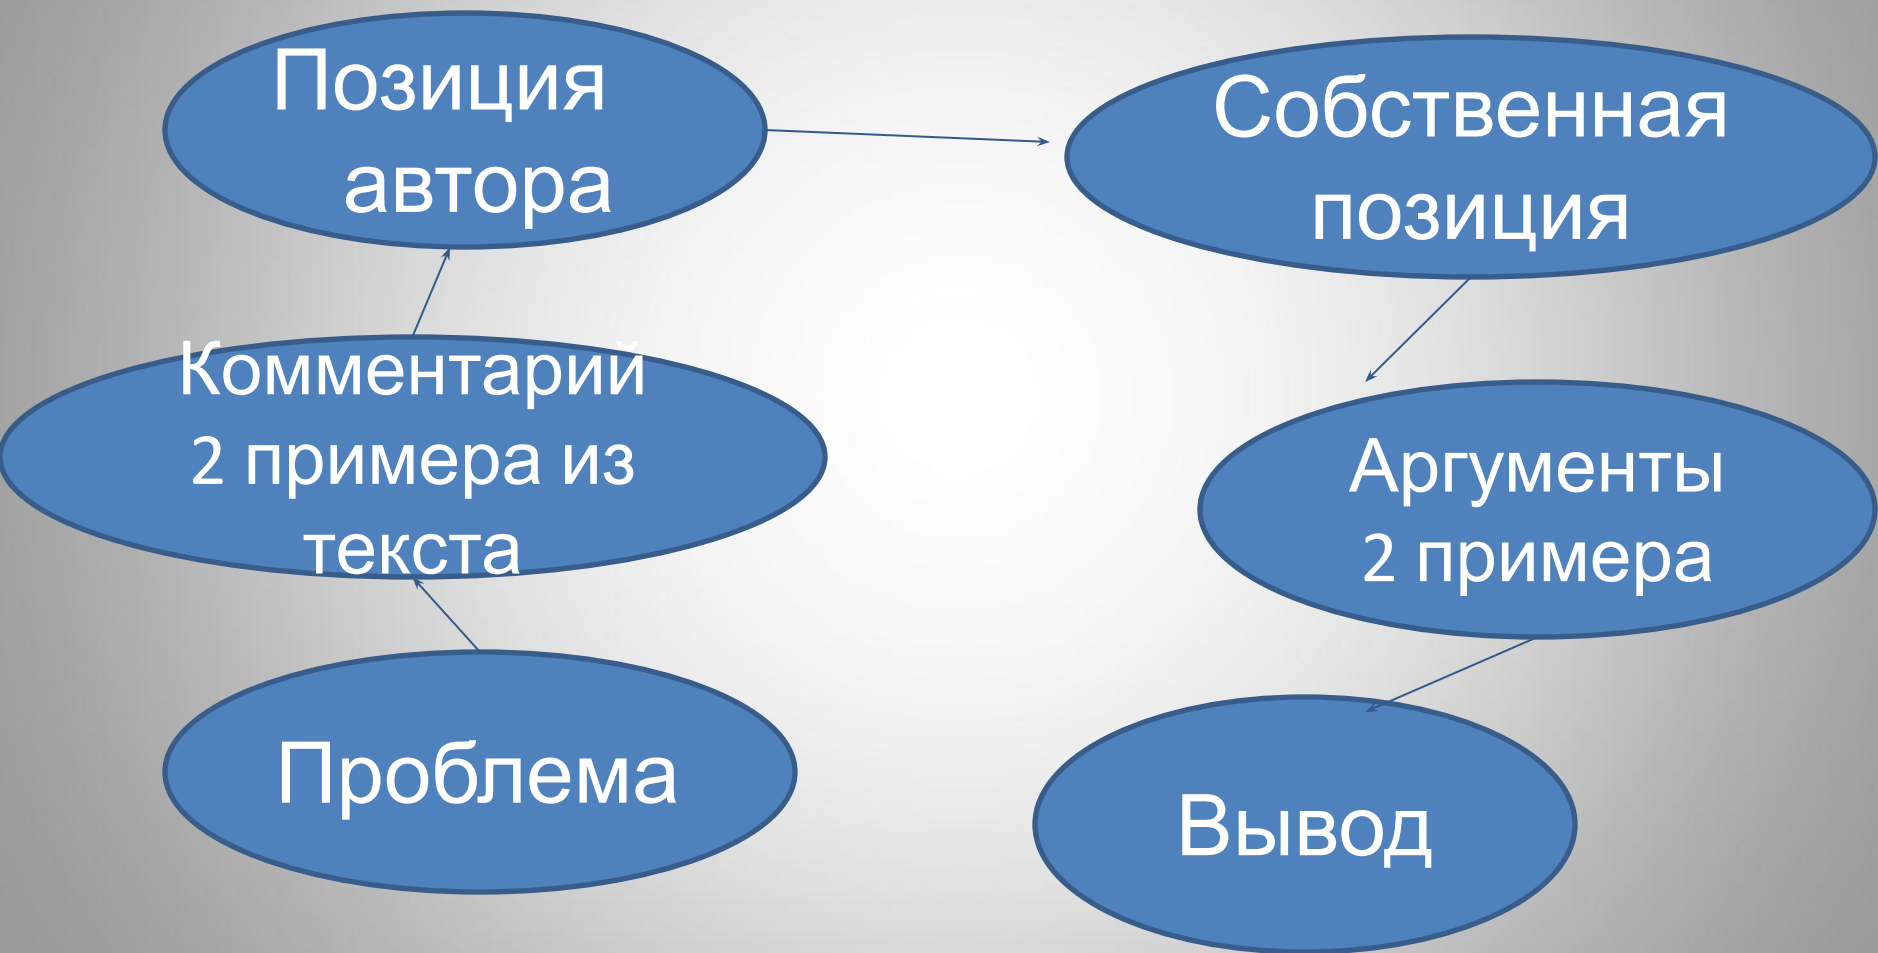 Позиция
автора
Собственная
позиция
Комментарий
2 примера из
текста
Аргументы
2 примера
Проблема
Вывод